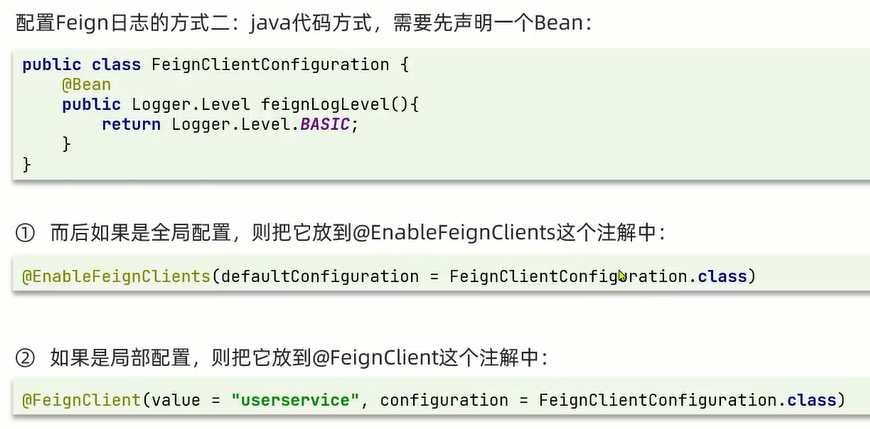 配置Feign日志的方式二：java代码方式，需要先声明一个Bean：
public class FeignClientConfiguration {
    @Bean
    public Logger.Level feignLogLevel(){
        return Logger.Level.BASIC;
    }
}
① 而后如果是全局配置，则把它放到@EnableFeignClients这个注解中：
@EnableFeignClients(defaultConfiguration = FeignClientConfiguration.class)
② 如果是局部配置，则把它放到@FeignClient这个注解中：
@FeignClient(value = "userservice", configuration = FeignClientConfiguration.class)